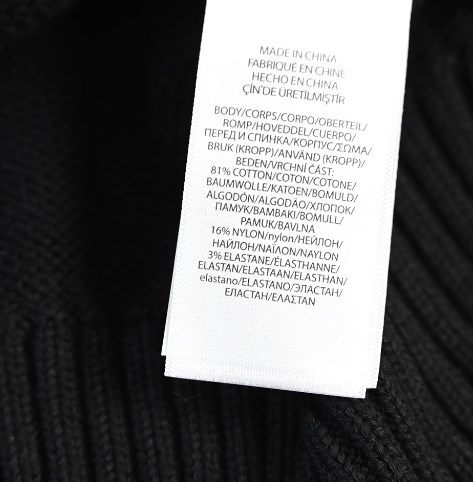 MADE IN CHINA
FABRIQUÉ EN CHINE
HECHO EN CHINA
ÇİN'DE ÜRETİLMİŞTİR
BODY/CORPS/CORPO/OBERTEIL/
ROMP/HOVEDDEL/CUERPO/
ПЕРЕД И СПИНКА/КОРПУС/ΣΩΜΑ/
BRUK (KROPP)/ANVÄND (KROPP)/
BEDEN/VRCHNÍ ČÁST:
81% COTTON/COTON/COTONE/
BAUMWOLLE/KATOEN/BOMULD/
ALGODÓN/ALGODÃO/ХЛОПОК/
ПАМУК/ΒΑΜΒΑΚΙ/BOMULL/
PAMUK/BAVLNA
16% NYLON/nylon/НЕЙЛОН/
НАЙЛОН/ΝΑΪΛΟΝ/NAYLON
3% ELASTANE/ÉLASTHANNE/
ELASTAN/ELASTAAN/ELASTHAN/
elastano/ELASTANO/ЭЛАСТАН/
ЕЛАСТАН/ΕΛΑΣΤΑΝ